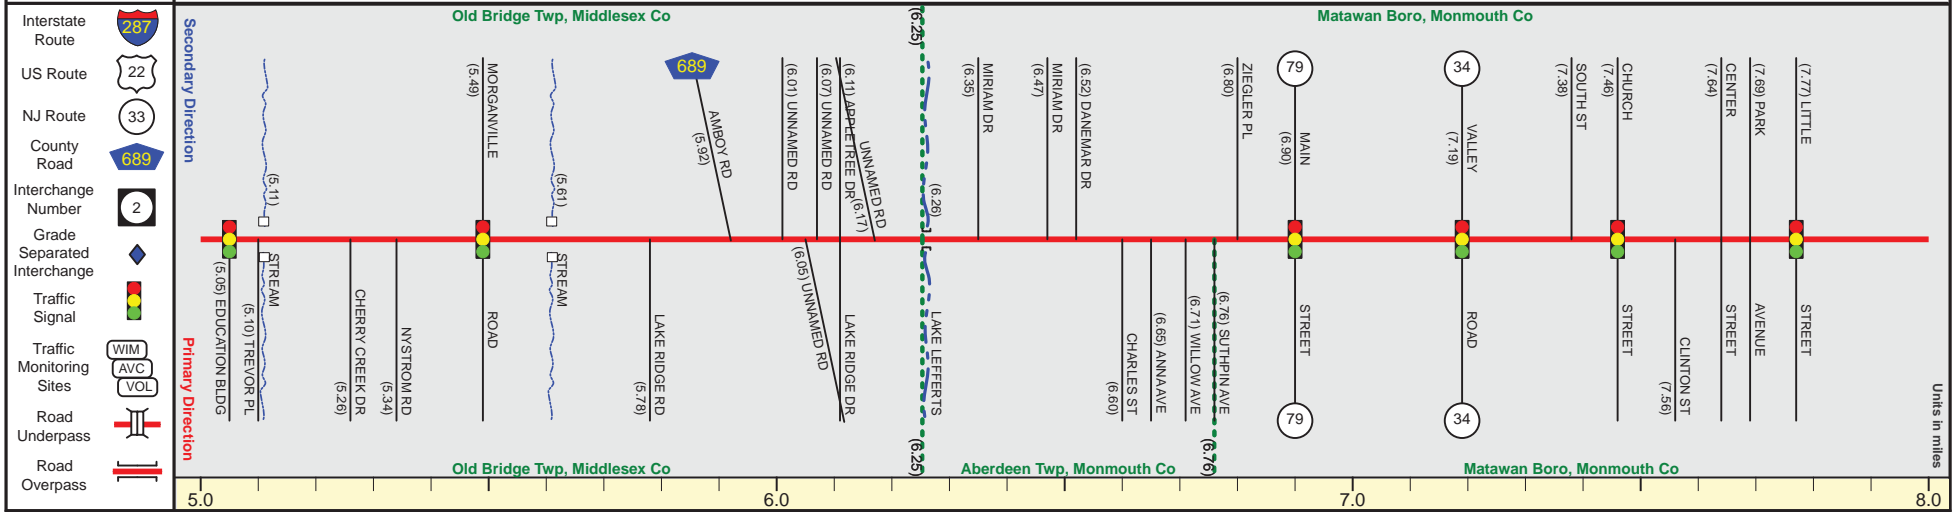 Interstate
Route
287
US Route
22
NJ Route
33
County
Road
689
Interchange
Number
2
Grade
Separated
Interchange
Traffic
Signal
Traffic
Monitoring
Sites
WIM
AVC
VOL
Road
Underpass
Road
Overpass
Secondary Direction
Primary Direction
Old Bridge Twp, Middlesex Co
(6.25)
Matawan Boro, Monmouth Co
(5.11)
STREAM
(5.05) EDUCATION BLDG
(5.10) TREVOR PL
CHERRY CREEK DR
(5.26)
NYSTROM RD
(5.34)
MORGANVILLE
(5.49)
ROAD
(5.61)
STREAM
LAKE RIDGE RD
(5.78)
689
AMBOY RD
(5.92)
(6.01) UNNAMED RD
(6.07) UNNAMED RD
(6.11) APPLETREE DR
UNNAMED RD
(6.17)
(6.05) UNNAMED RD
LAKE RIDGE DR
(6.26)
LAKE LEFFERTS
MIRIAM DR
(6.35)
MIRIAM DR
(6.47)
(6.52) DANEMAR DR
CHARLES ST
(6.60)
(6.65) ANNA AVE
(6.71) WILLOW AVE
(6.76) SUTHPIN AVE
ZIEGLER PL
(6.80)
79
MAIN
(6.90)
STREET
79
34
VALLEY
(7.19)
ROAD
34
SOUTH ST
(7.38)
CHURCH
(7.46)
STREET
CLINTON ST
(7.56)
CENTER
(7.64)
STREET
(7.69) PARK
AVENUE
(7.77) LITTLE
STREET
Units in miles
Old Bridge Twp, Middlesex Co
(6.25)
Aberdeen Twp, Monmouth Co
(6.76)
Matawan Boro, Monmouth Co
5.0
6.0
7.0
8.0